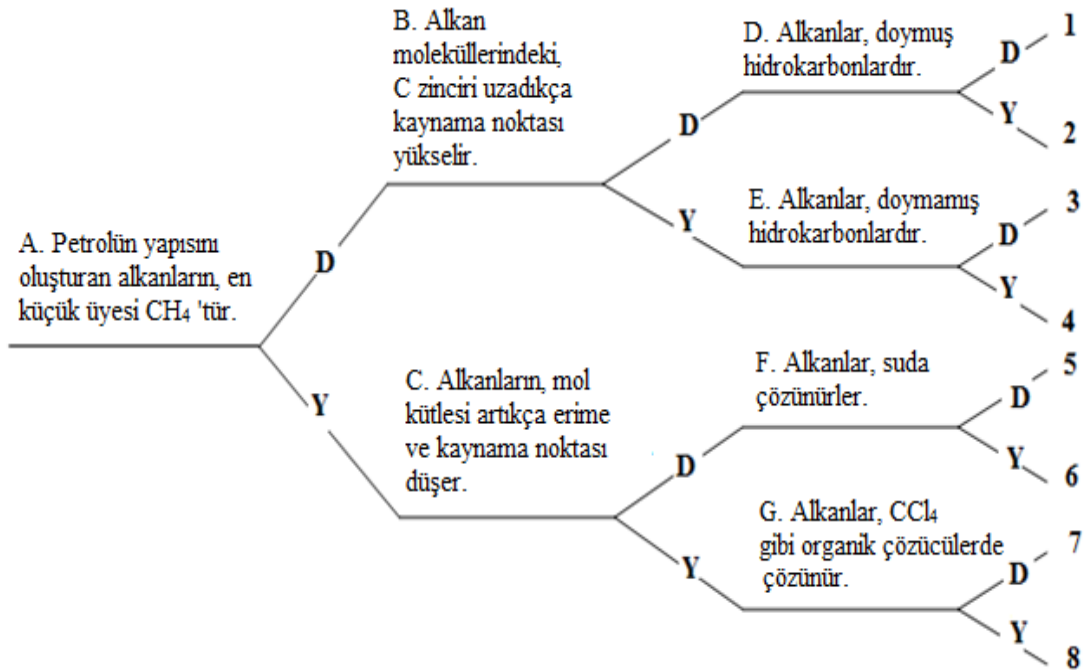 A. Petrolün yapısını
oluşturan alkanların, en
küçük üyesi CH₄ 'tür.
D
Y
B. Alkan
moleküllerindeki,
C zinciri uzadıkça
kaynama noktası
yükselir.
D
Y
C. Alkanların, mol
kütlesi artıkça erime
ve kaynama noktası
düşer.
D
Y
D. Alkanlar, doymuş
hidrokarbonlardır.
D
1
Y
2
E. Alkanlar, doymamış
hidrokarbonlardır.
D
3
Y
4
F. Alkanlar, suda
çözünürler.
D
5
Y
6
G. Alkanlar, CCl₄
gibi organik çözücülerde
çözünür.
D
7
Y
8